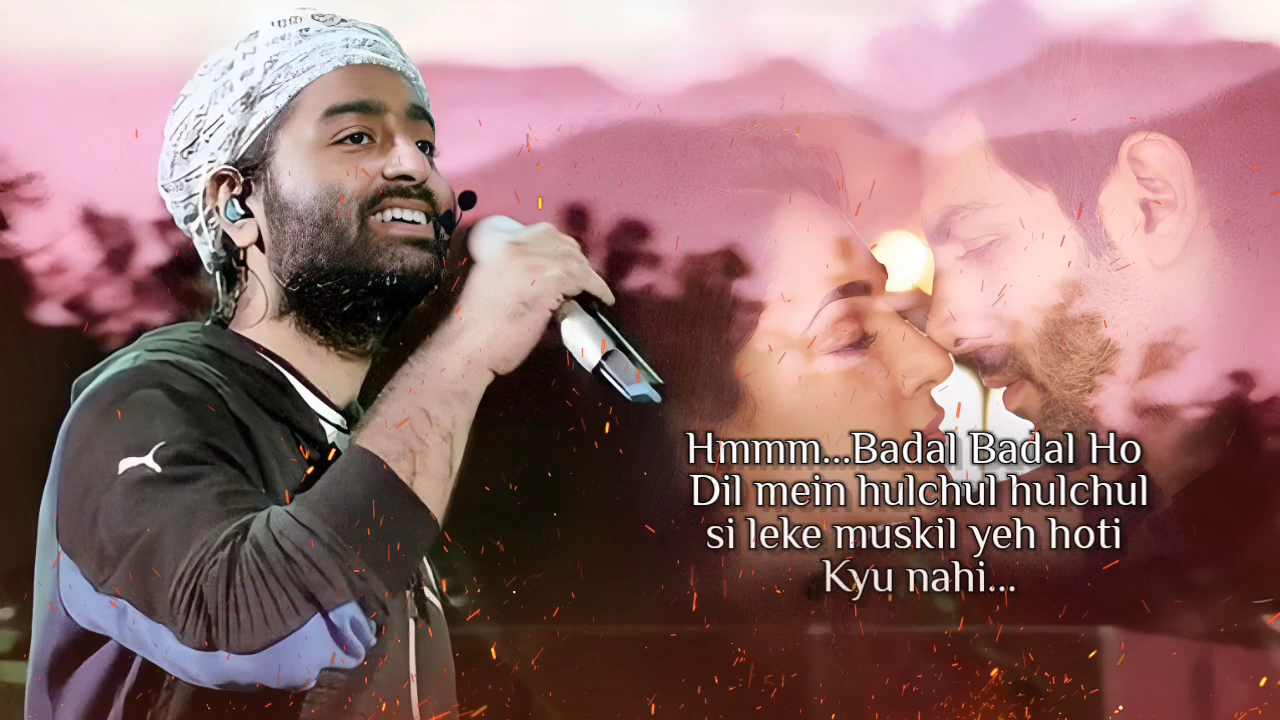 Hmmm...Badal Badal Ho
Dil mein hulchul hulchul
si leke muskil yeh hoti
Kyu nahi...